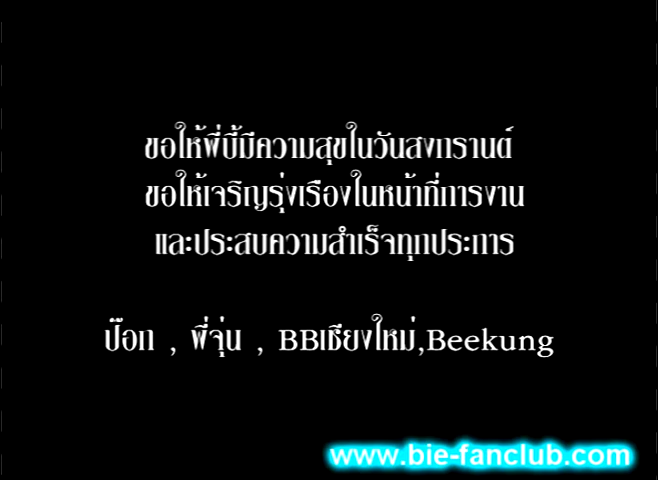 ขอให้พี่บี้มีความสุขในวันสงกรานต์
ขอให้เจริญรุ่งเรืองในหน้าที่การงาน
และประสบความสำเร็จทุกประการ
ป๊อก , พี่จุ่น , BBเชียงใหม่,Beekung
www.bie-fanclub.com